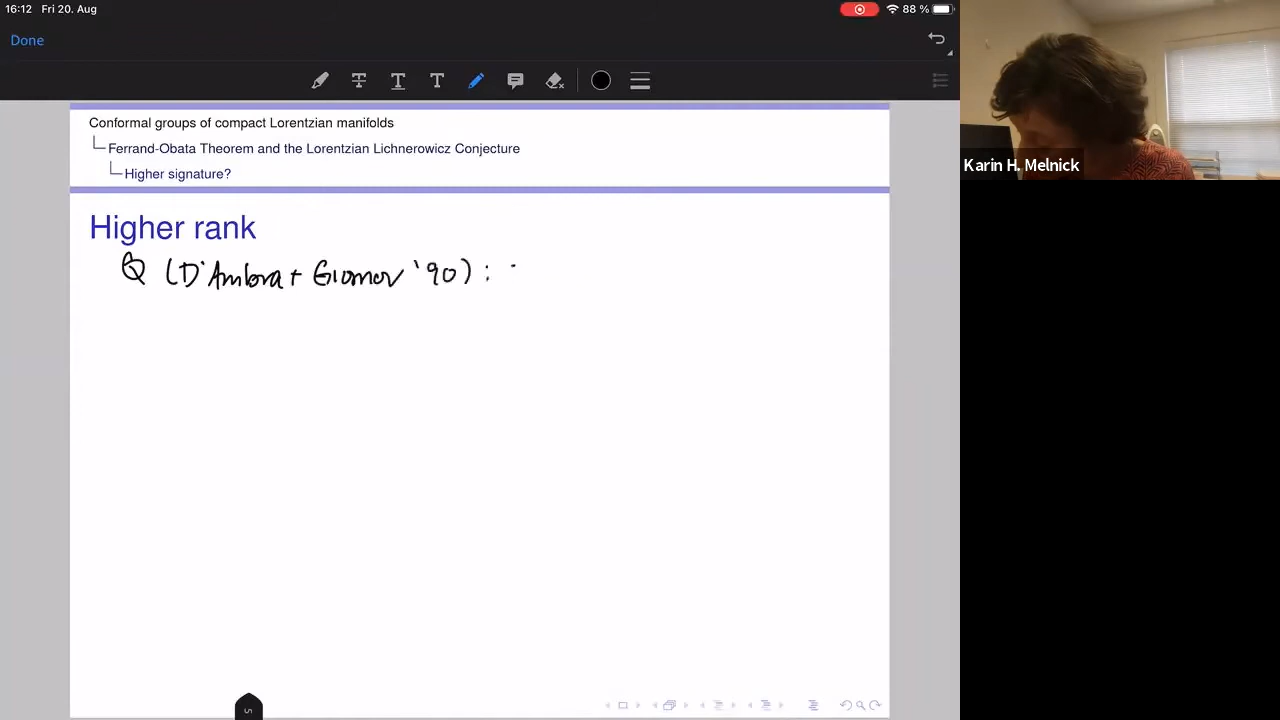 16:12 Fri 20. Aug
88 %
Done
T T T
Conformal groups of compact Lorentzian manifolds
Ferrand-Obata Theorem and the Lorentzian Lichnerowicz Conjecture
Higher signature?
Karin H. Melnick
Higher rank
Q (D'Ambra + Gromov '90) :
5